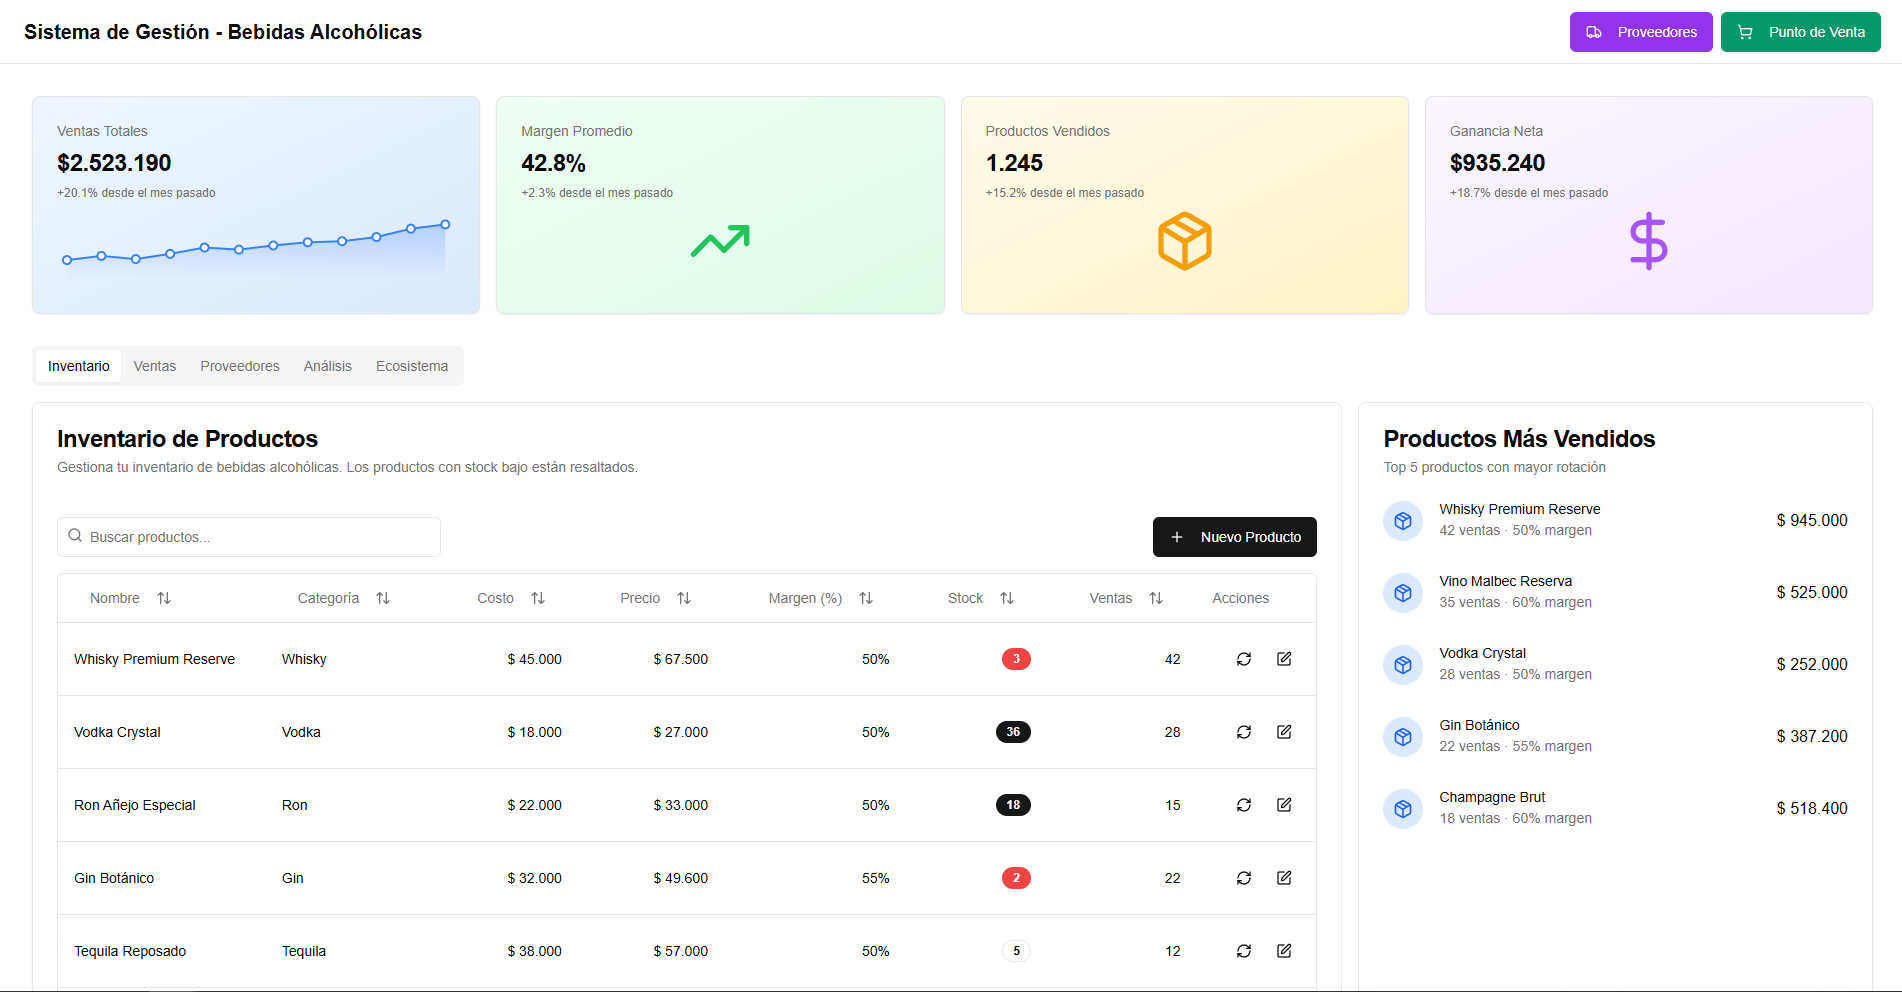 Sistema de Gestión - Bebidas Alcohólicas
Proveedores
Punto de Venta
Ventas Totales
$2.523.190
+20.1% desde el mes pasado
Margen Promedio
42.8%
+2.3% desde el mes pasado
Productos Vendidos
1.245
+15.2% desde el mes pasado
Ganancia Neta
$935.240
+18.7% desde el mes pasado
Inventario Ventas Proveedores Análisis Ecosistema
Inventario de Productos
Gestiona tu inventario de bebidas alcohólicas. Los productos con stock bajo están resaltados.
Buscar productos...
Nuevo Producto
Nombre Categoría Costo Precio Margen (%) Stock Ventas Acciones
Whisky Premium Reserve Whisky $ 45.000 $ 67.500 50% 3 42
Vodka Crystal Vodka $ 18.000 $ 27.000 50% 36 28
Ron Añejo Especial Ron $ 22.000 $ 33.000 50% 18 15
Gin Botánico Gin $ 32.000 $ 49.600 55% 2 22
Tequila Reposado Tequila $ 38.000 $ 57.000 50% 5 12
Productos Más Vendidos
Top 5 productos con mayor rotación
Whisky Premium Reserve
42 ventas · 50% margen
$ 945.000
Vino Malbec Reserva
35 ventas · 60% margen
$ 525.000
Vodka Crystal
28 ventas · 50% margen
$ 252.000
Gin Botánico
22 ventas · 55% margen
$ 387.200
Champagne Brut
18 ventas · 60% margen
$ 518.400